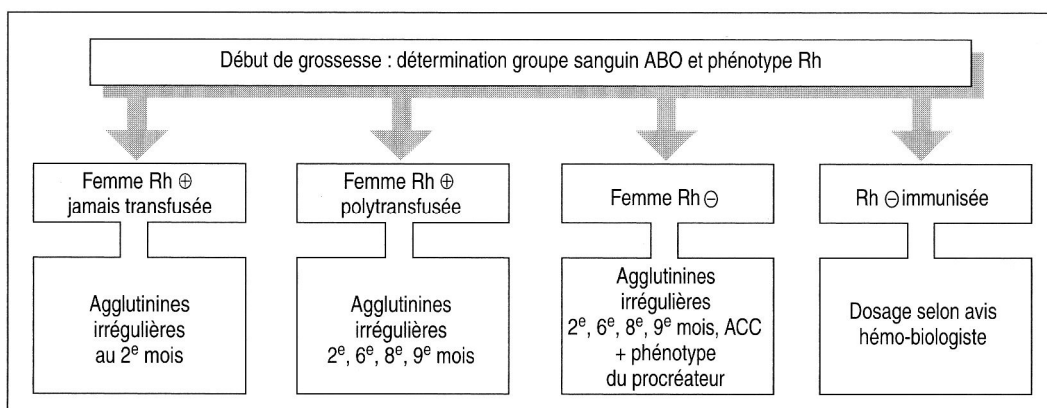 Début de grossesse : détermination groupe sanguin ABO et phénotype Rh
Femme Rh ⊕
jamais transfusée
Femme Rh ⊕
polytransfusée
Femme Rh ⊖
Rh ⊖ immunisée
Agglutinines
irrégulières
au 2ᵉ mois
Agglutinines
irrégulières
2ᵉ, 6ᵉ, 8ᵉ, 9ᵉ mois
Agglutinines
irrégulières
2ᵉ, 6ᵉ, 8ᵉ, 9ᵉ mois, ACC
+ phénotype
du procréateur
Dosage selon avis
hémo-biologiste